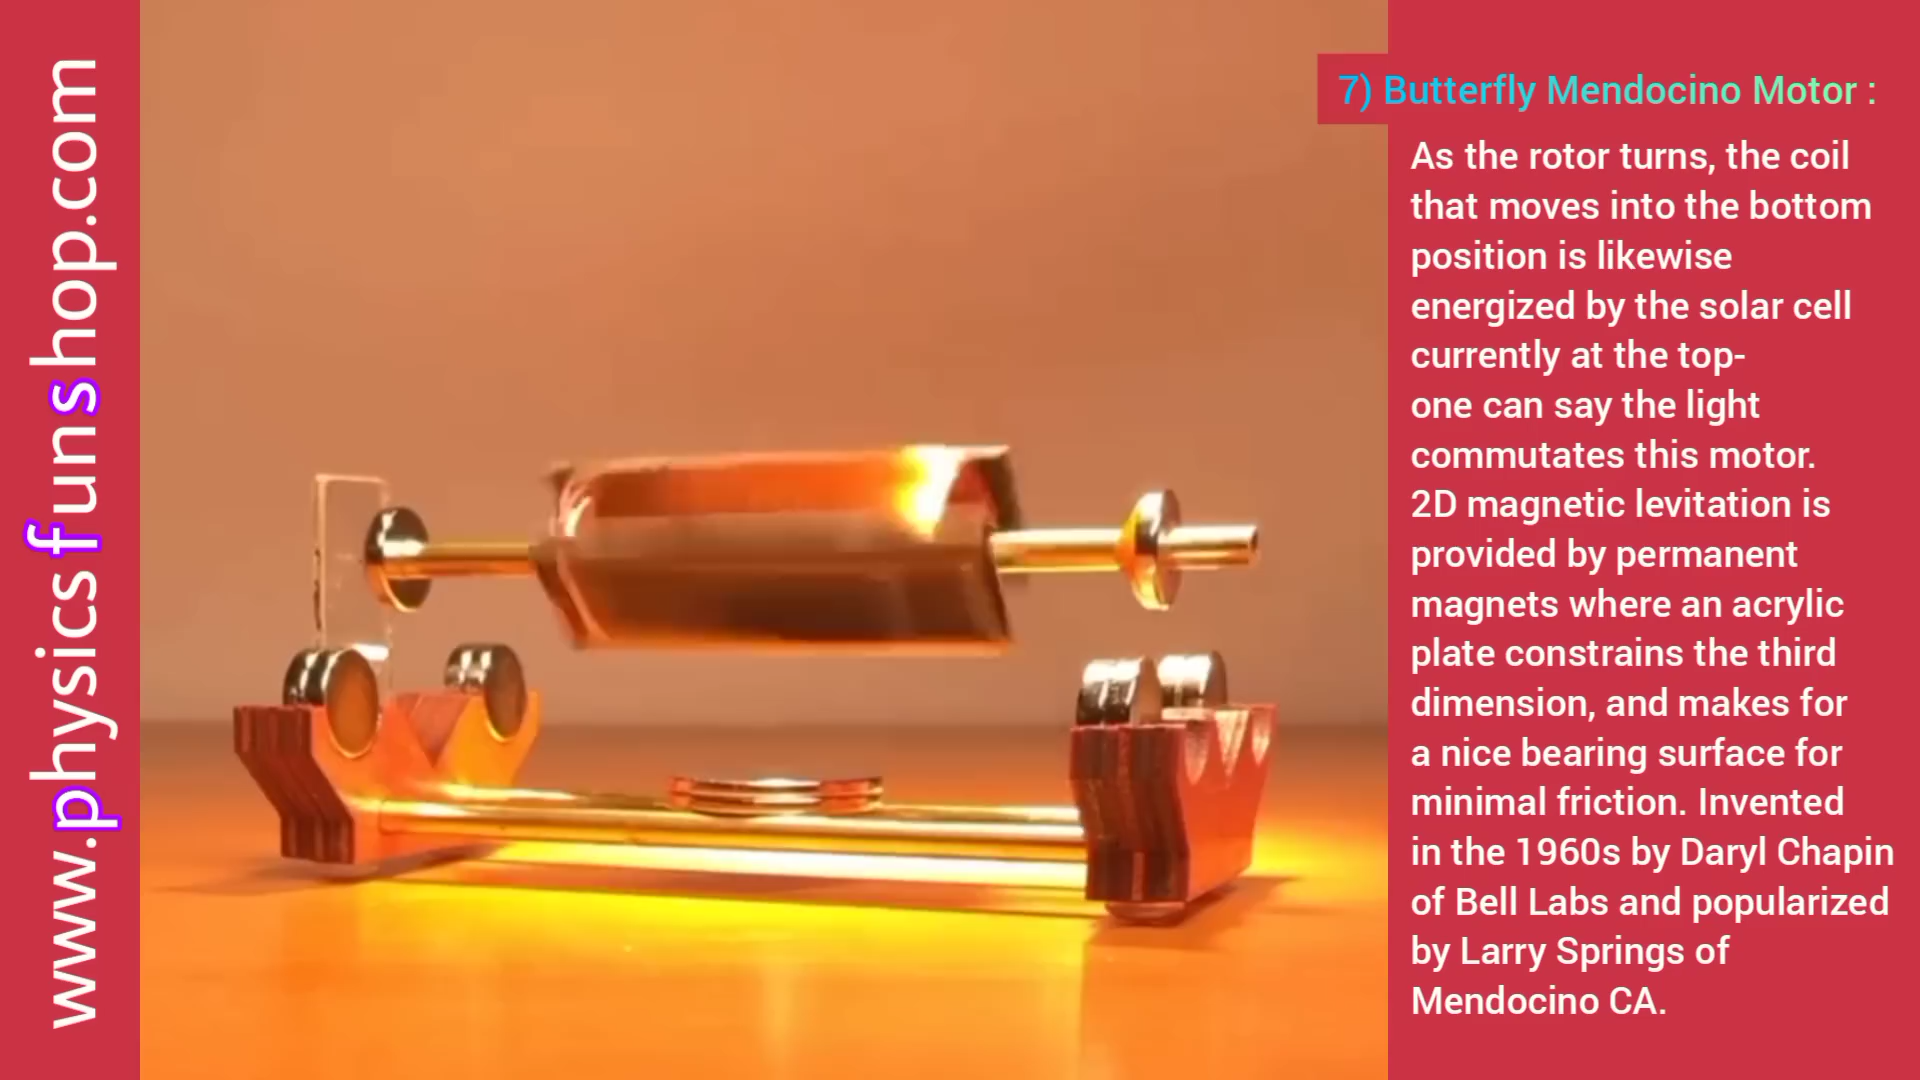 www.physicsfunshop.com
7) Butterfly Mendocino Motor :
As the rotor turns, the coil
that moves into the bottom
position is likewise
energized by the solar cell
currently at the top-
one can say the light
commutates this motor.
2D magnetic levitation is
provided by permanent
magnets where an acrylic
plate constrains the third
dimension, and makes for
a nice bearing surface for
minimal friction. Invented
in the 1960s by Daryl Chapin
of Bell Labs and popularized
by Larry Springs of
Mendocino CA.